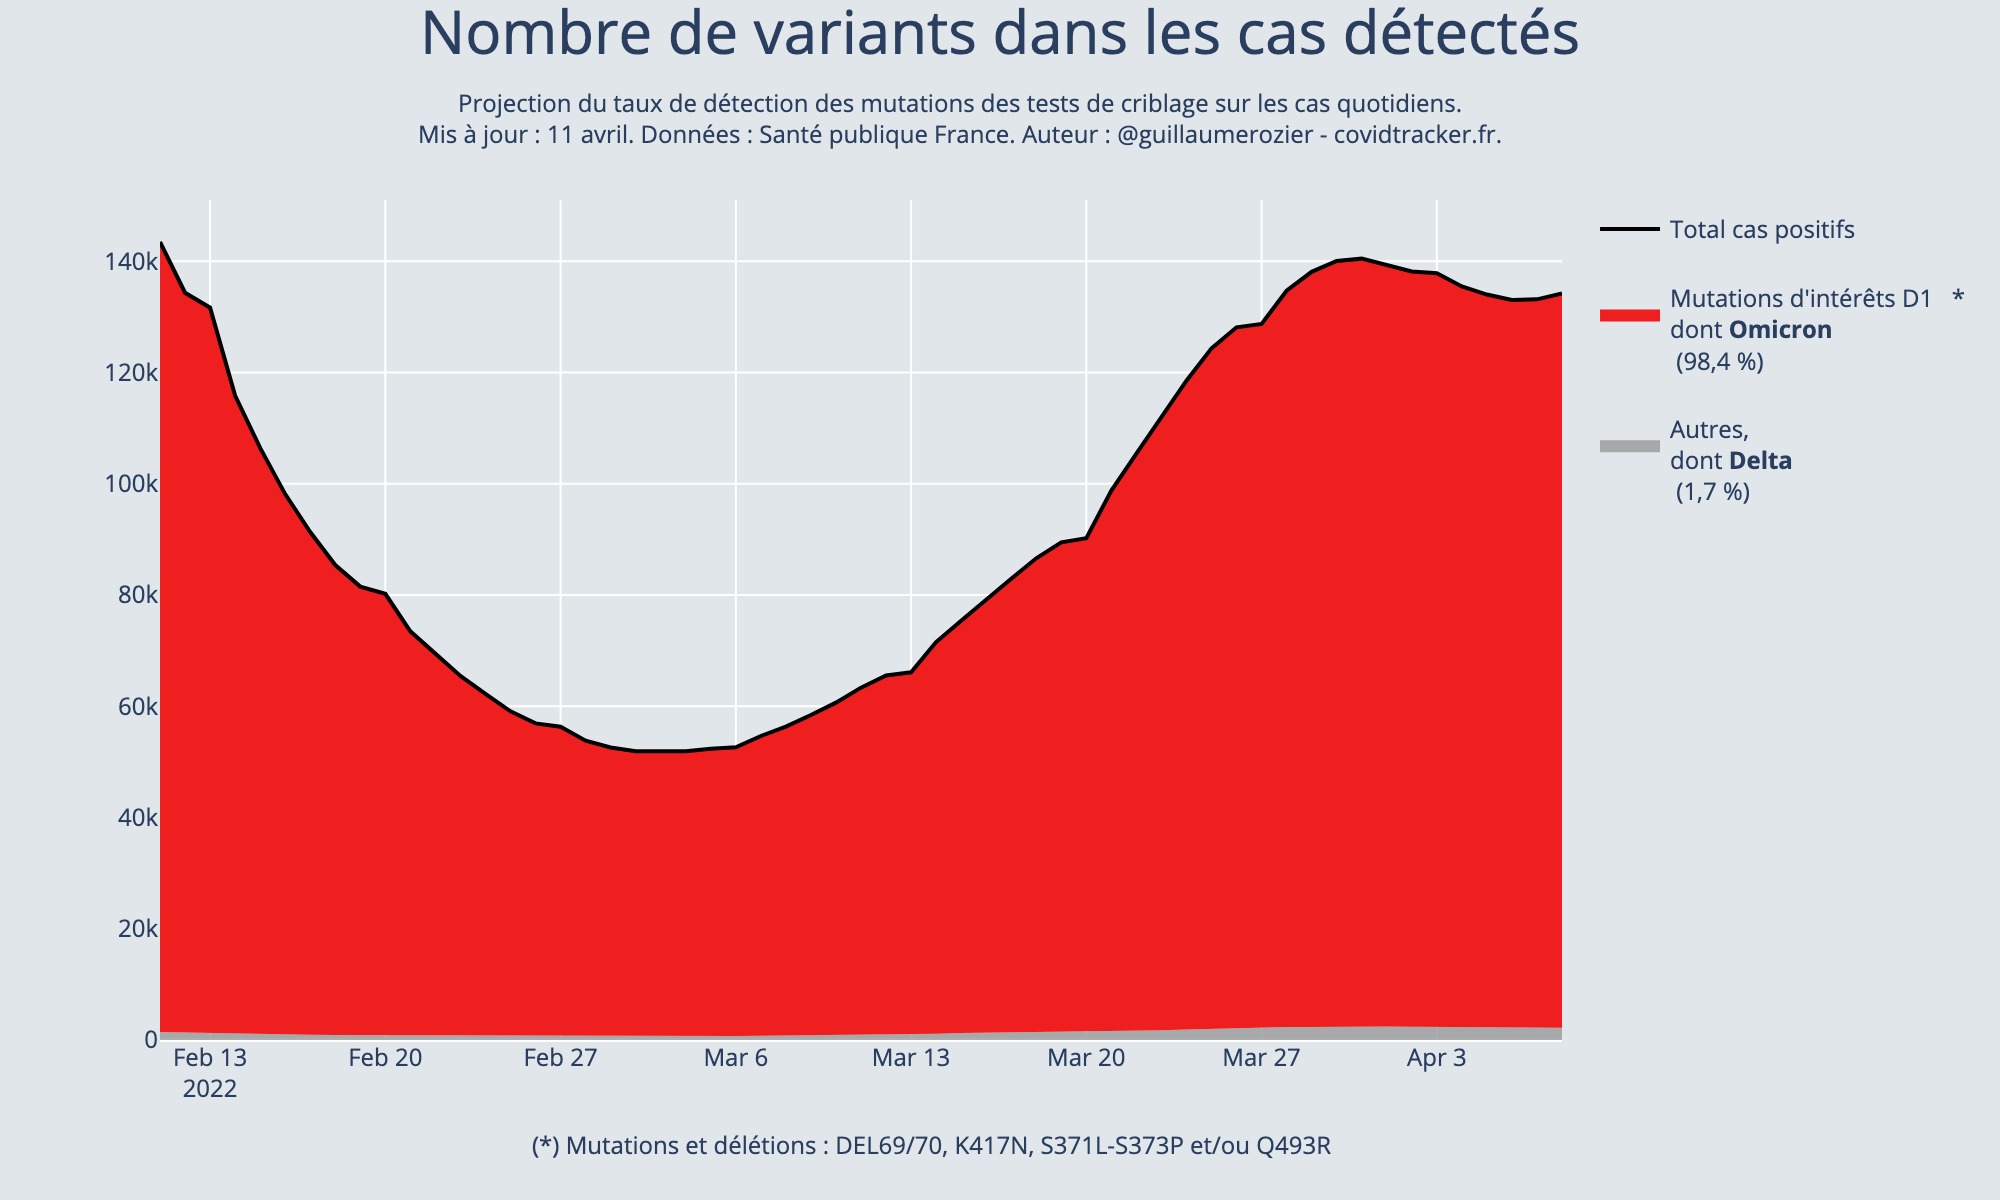 Nombre de variants dans les cas détectés
Projection du taux de détection des mutations des tests de criblage sur les cas quotidiens.
Mis à jour : 11 avril. Données : Santé publique France. Auteur : @guillaumerozier - covidtracker.fr.
140k
120k
100k
80k
60k
40k
20k
0
Feb 13 Feb 20 Feb 27 Mar 6 Mar 13 Mar 20 Mar 27 Apr 3
2022
Total cas positifs
Mutations d'intérêts D1 *
dont Omicron
(98,4 %)
Autres,
dont Delta
(1,7 %)
(*) Mutations et délétions : DEL69/70, K417N, S371L-S373P et/ou Q493R